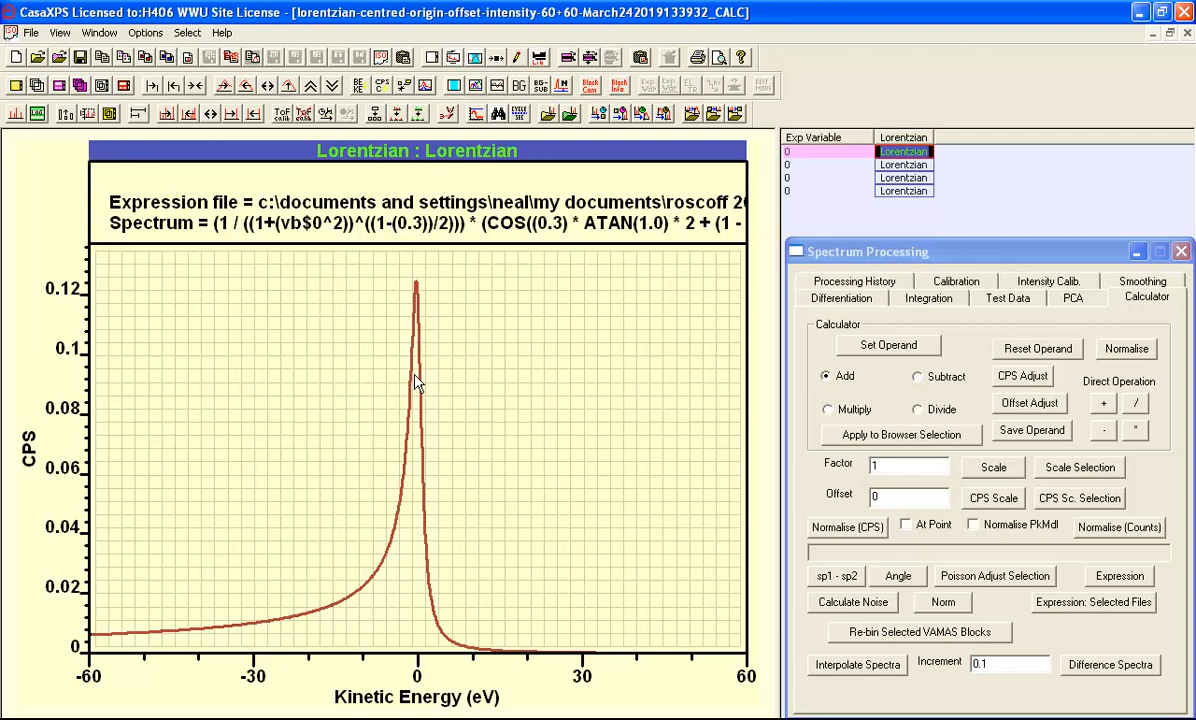 CasaXPS Licensed to:H406 WWU Site License - [lorentzian-centred-origin-offset-intensity-60+60-March242019133932_CALC]
File View Window Options Select Help
Lorentzian : Lorentzian
Expression file = c:\documents and settings\neal\my documents\roscoff 2
Spectrum = (1 / ((1+(vb$0^2))^((1-(0.3))/2))) * (COS((0.3) * ATAN(1.0) * 2 + (1 -
0.12
0.1
0.08
0.06
0.04
0.02
0
CPS
-60 -30 0 30 60
Kinetic Energy (eV)
Exp Variable Lorentzian
0 Lorentzian
0 Lorentzian
0 Lorentzian
0 Lorentzian
Spectrum Processing
Processing History Calibration Intensity Calib. Smoothing
Differentiation Integration Test Data PCA Calculator
Calculator
Set Operand Reset Operand Normalise
Add Subtract CPS Adjust Direct Operation
Multiply Divide Offset Adjust + /
Apply to Browser Selection Save Operand - *
Factor 1 Scale Scale Selection
Offset 0 CPS Scale CPS Sc. Selection
Normalise (CPS) At Point Normalise PkMdl Normalise (Counts)
sp1 - sp2 Angle Poisson Adjust Selection Expression
Calculate Noise Norm Expression: Selected Files
Re-bin Selected VAMAS Blocks
Interpolate Spectra Increment 0.1 Difference Spectra